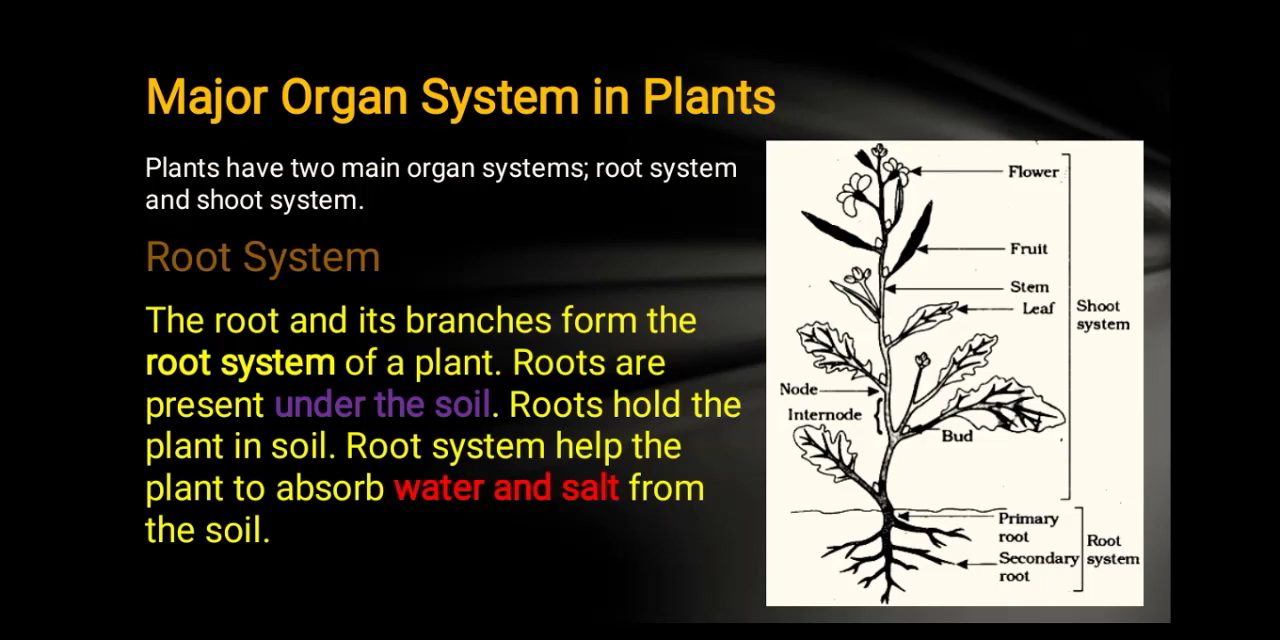 Major Organ System in Plants
Plants have two main organ systems; root system
and shoot system.
Root System
The root and its branches form the
root system of a plant. Roots are
present under the soil. Roots hold the
plant in soil. Root system help the
plant to absorb water and salt from
the soil.
Flower
Fruit
Stem
Leaf
Shoot
system
Node
Internode
Bud
Primary
root
Secondary
root
Root
system